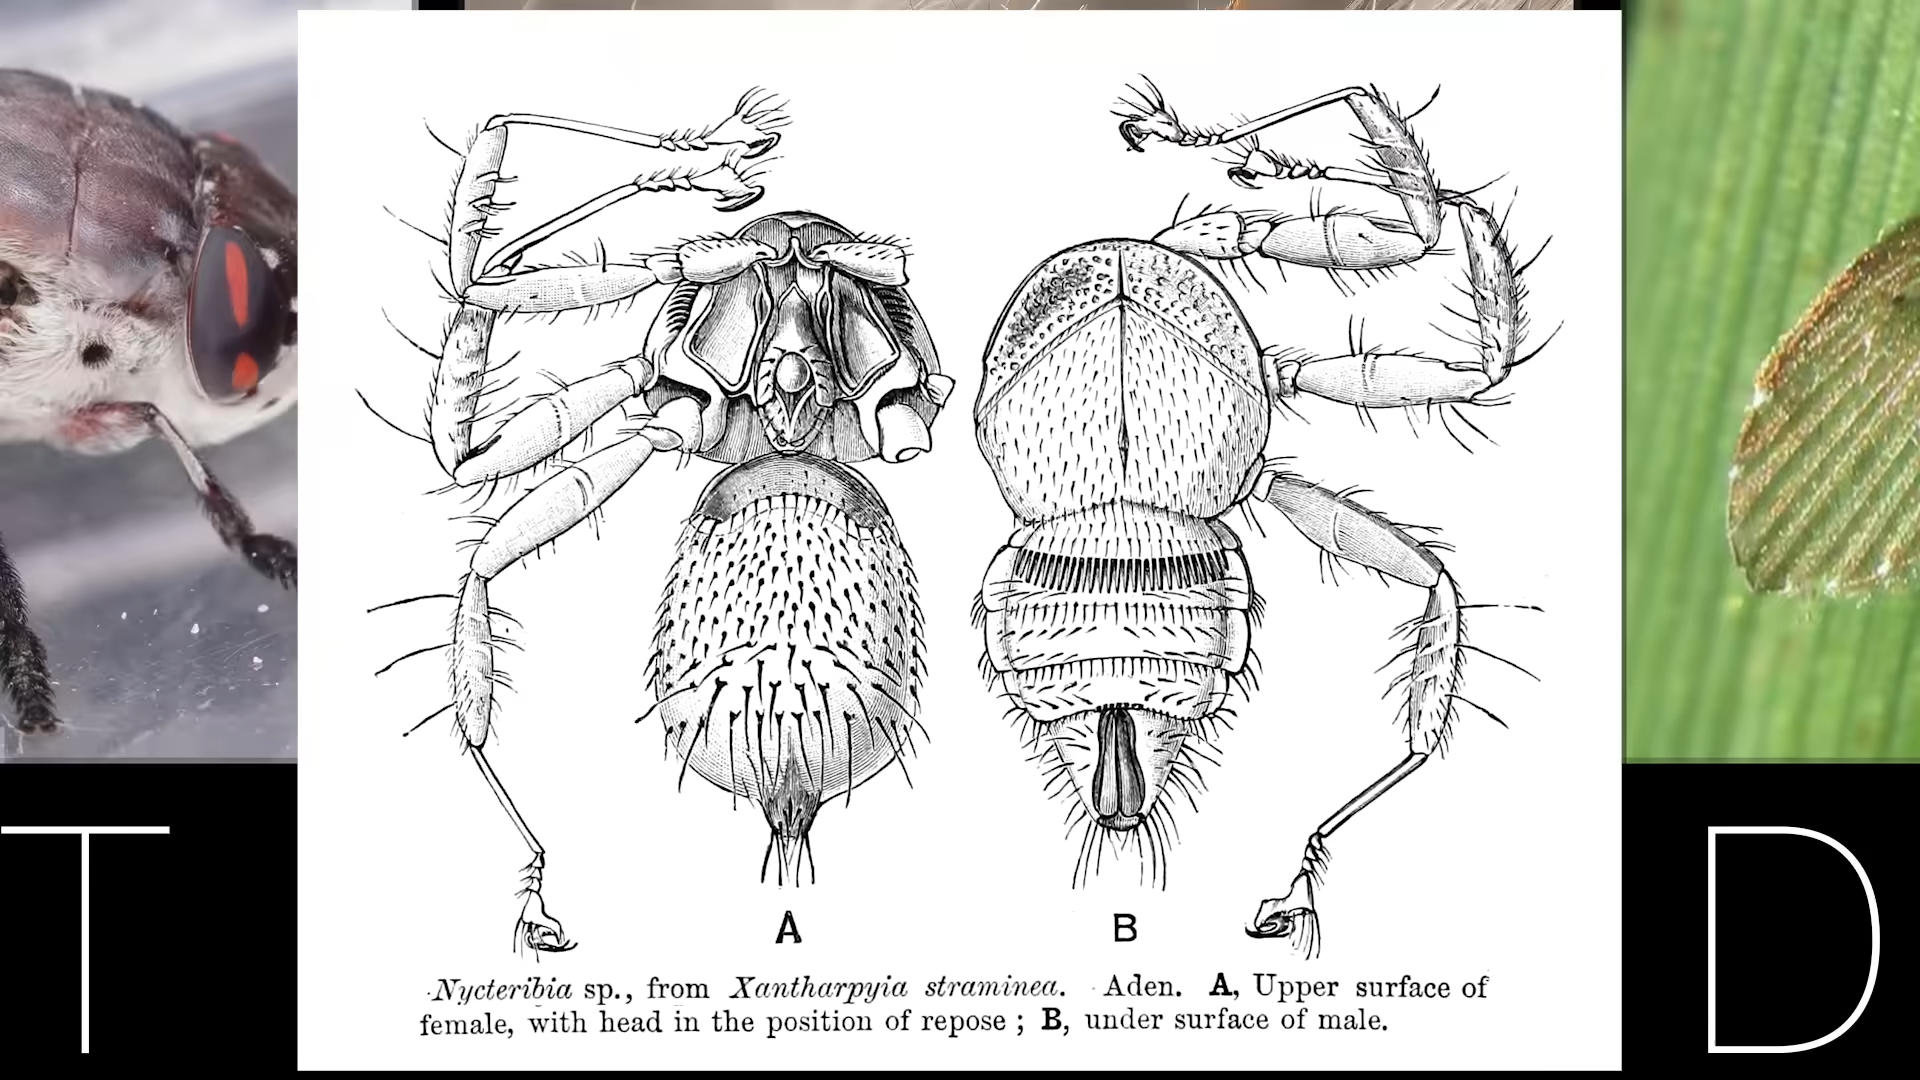 A
B
Nycteribia sp., from Xantharpyia straminea. Aden. A, Upper surface of
female, with head in the position of repose ; B, under surface of male.
T
D